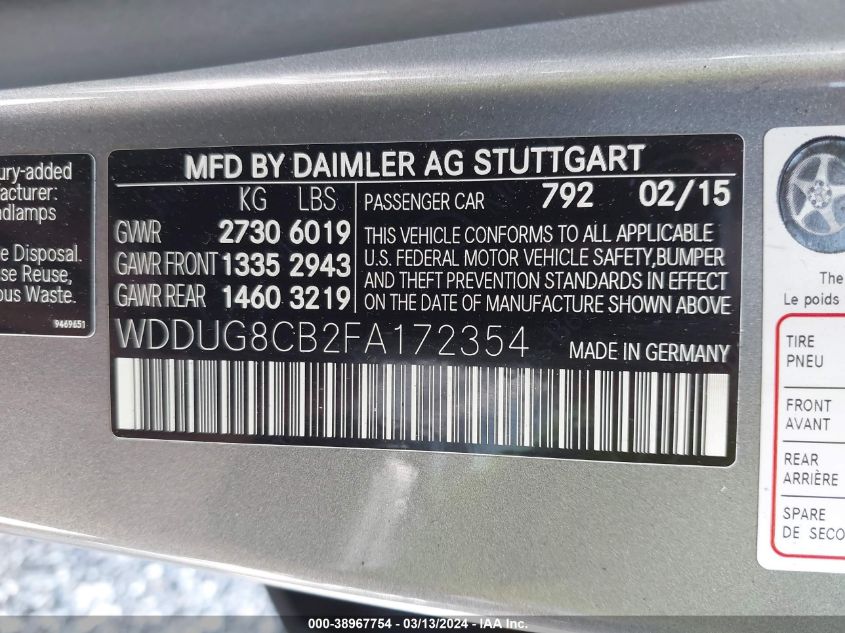 ury-added
nufacturer:
adlamps
e Disposal.
se Reuse,
ous Waste.
9469651
MFD BY DAIMLER AG STUTTGART
KG LBS
GVWR 2730 6019
GAWR FRONT 1335 2943
GAWR REAR 1460 3219
PASSENGER CAR 792 02/15
THIS VEHICLE CONFORMS TO ALL APPLICABLE
U.S. FEDERAL MOTOR VEHICLE SAFETY,BUMPER
AND THEFT PREVENTION STANDARDS IN EFFECT
ON THE DATE OF MANUFACTURE SHOWN ABOVE
WDDUG8CB2FA172354 MADE IN GERMANY
The
Le poids
TIRE
PNEU
FRONT
AVANT
REAR
ARRIÈRE
SPARE
DE SECO
000-38967754 - 03/13/2024 - IAA Inc.